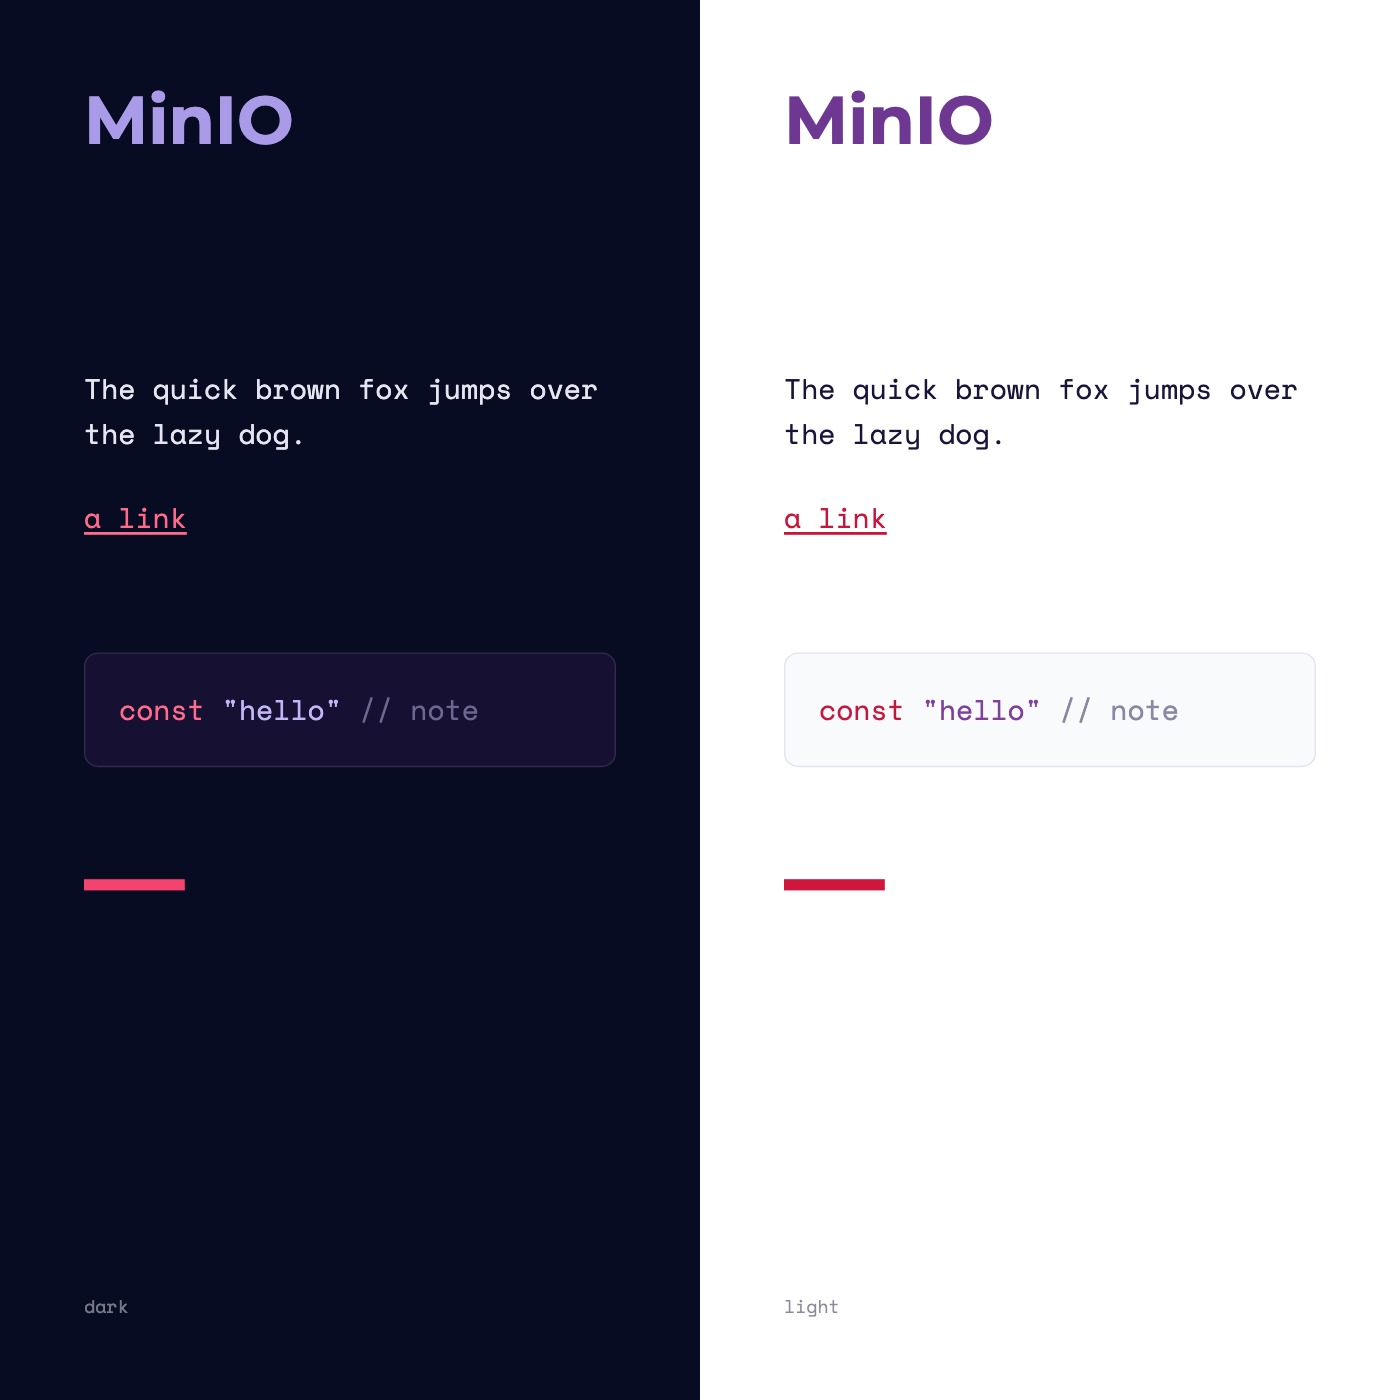 MinIO
The quick brown fox jumps over
the lazy dog.
a link
const "hello" // note
dark
MinIO
The quick brown fox jumps over
the lazy dog.
a link
const "hello" // note
light